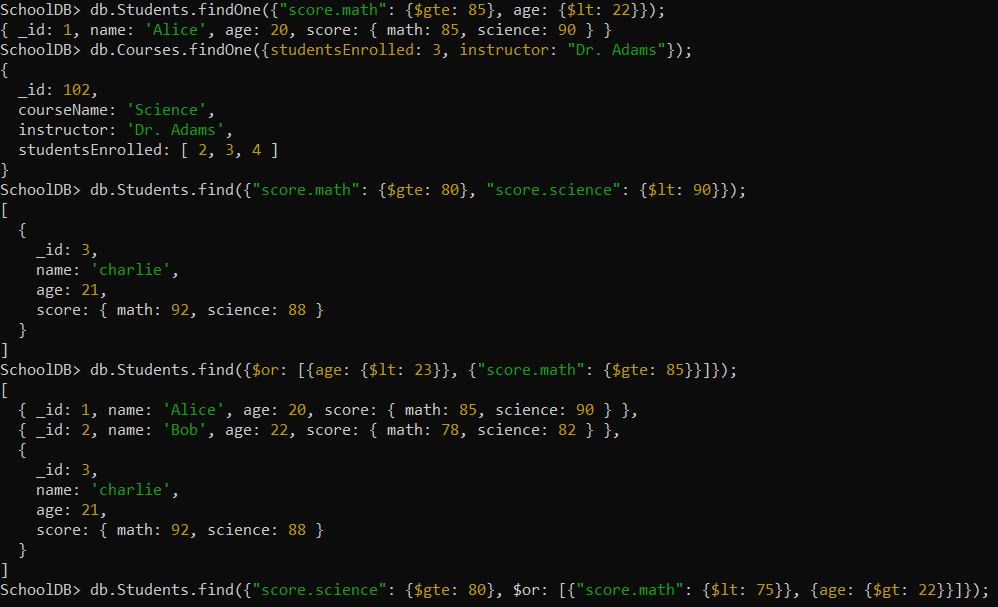 SchoolDB> db.Students.findOne({"score.math": {$gte: 85}, age: {$lt: 22}});
{ _id: 1, name: 'Alice', age: 20, score: { math: 85, science: 90 } }
SchoolDB> db.Courses.findOne({studentsEnrolled: 3, instructor: "Dr. Adams"});
{
  _id: 102,
  courseName: 'Science',
  instructor: 'Dr. Adams',
  studentsEnrolled: [ 2, 3, 4 ]
}
SchoolDB> db.Students.find({"score.math": {$gte: 80}, "score.science": {$lt: 90}});
[
  {
    _id: 3,
    name: 'charlie',
    age: 21,
    score: { math: 92, science: 88 }
  }
]
SchoolDB> db.Students.find({$or: [{age: {$lt: 23}}, {"score.math": {$gte: 85}}]});
[
  { _id: 1, name: 'Alice', age: 20, score: { math: 85, science: 90 } },
  { _id: 2, name: 'Bob', age: 22, score: { math: 78, science: 82 } },
  {
    _id: 3,
    name: 'charlie',
    age: 21,
    score: { math: 92, science: 88 }
  }
]
SchoolDB> db.Students.find({"score.science": {$gte: 80}, $or: [{"score.math": {$lt: 75}}, {age: {$gt: 22}}]});